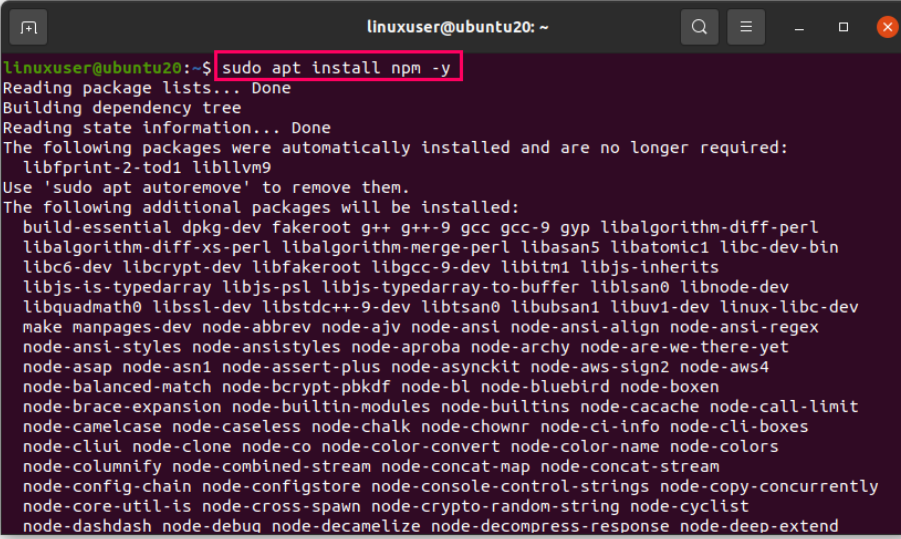 linuxuser@ubuntu20: ~
linuxuser@ubuntu20:~$ sudo apt install npm -y
Reading package lists... Done
Building dependency tree
Reading state information... Done
The following packages were automatically installed and are no longer required:
  libfprint-2-tod1 libllvm9
Use 'sudo apt autoremove' to remove them.
The following additional packages will be installed:
  build-essential dpkg-dev fakeroot g++ g++-9 gcc gcc-9 gyp libalgorithm-diff-perl
  libalgorithm-diff-xs-perl libalgorithm-merge-perl libasan5 libatomic1 libc-dev-bin
  libc6-dev libcrypt-dev libfakeroot libgcc-9-dev libitm1 libjs-inherits
  libjs-is-typedarray libjs-psl libjs-typedarray-to-buffer liblsan0 libnode-dev
  libquadmath0 libssl-dev libstdc++-9-dev libtsan0 libubsan1 libuv1-dev linux-libc-dev
  make manpages-dev node-abbrev node-ajv node-ansi node-ansi-align node-ansi-regex
  node-ansi-styles node-ansistyles node-aproba node-archy node-are-we-there-yet
  node-asap node-asn1 node-assert-plus node-asynckit node-aws-sign2 node-aws4
  node-balanced-match node-bcrypt-pbkdf node-bl node-bluebird node-boxen
  node-brace-expansion node-builtin-modules node-builtins node-cacache node-call-limit
  node-camelcase node-caseless node-chalk node-chownr node-ci-info node-cli-boxes
  node-cliui node-clone node-co node-color-convert node-color-name node-colors
  node-columnify node-combined-stream node-concat-map node-concat-stream
  node-config-chain node-configstore node-console-control-strings node-copy-concurrently
  node-core-util-is node-cross-spawn node-crypto-random-string node-cyclist
  node-dashdash node-debug node-decamelize node-decompress-response node-deep-extend